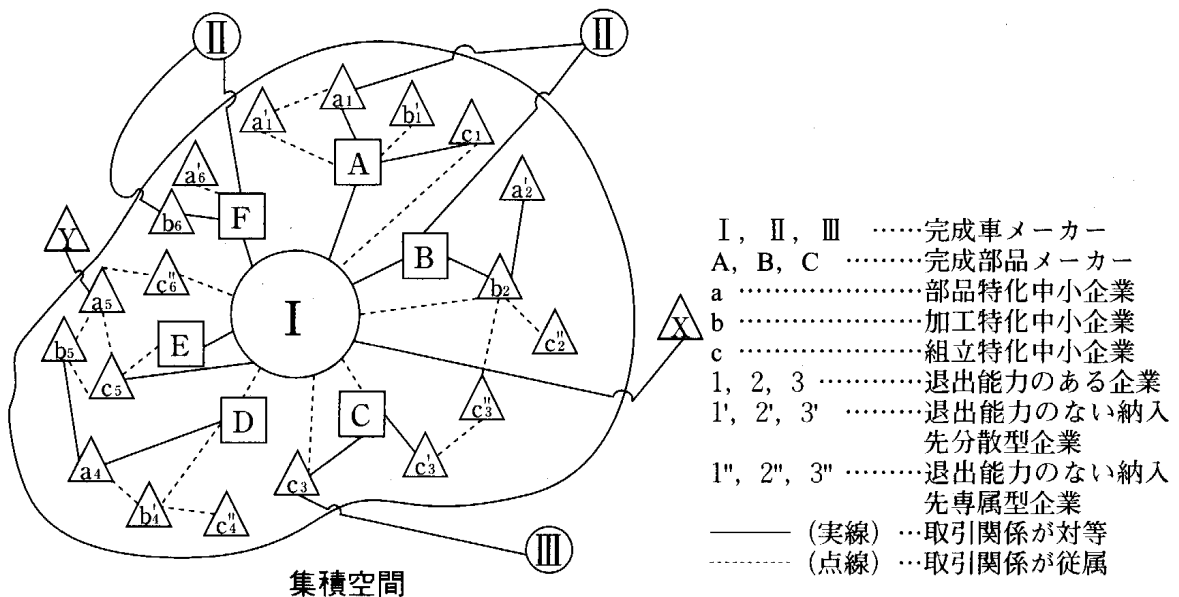 Ⅱ
Ⅱ
a1
a'1
b'1
c1
A
a'6
a'2
b6
F
Y
B
a5
c"6
b2
Ⅰ
X
b5
E
c"2
c5
c"3
D
C
a4
c'3
c3
b'4
c"4
Ⅲ
集積空間
Ⅰ, Ⅱ, Ⅲ ……完成車メーカー
A, B, C ………完成部品メーカー
a …………………部品特化中小企業
b …………………加工特化中小企業
c …………………組立特化中小企業
1, 2, 3 …………退出能力のある企業
1', 2', 3' ………退出能力のない納入
先分散型企業
1", 2", 3" ………退出能力のない納入
先専属型企業
(実線)…取引関係が対等
(点線)…取引関係が従属